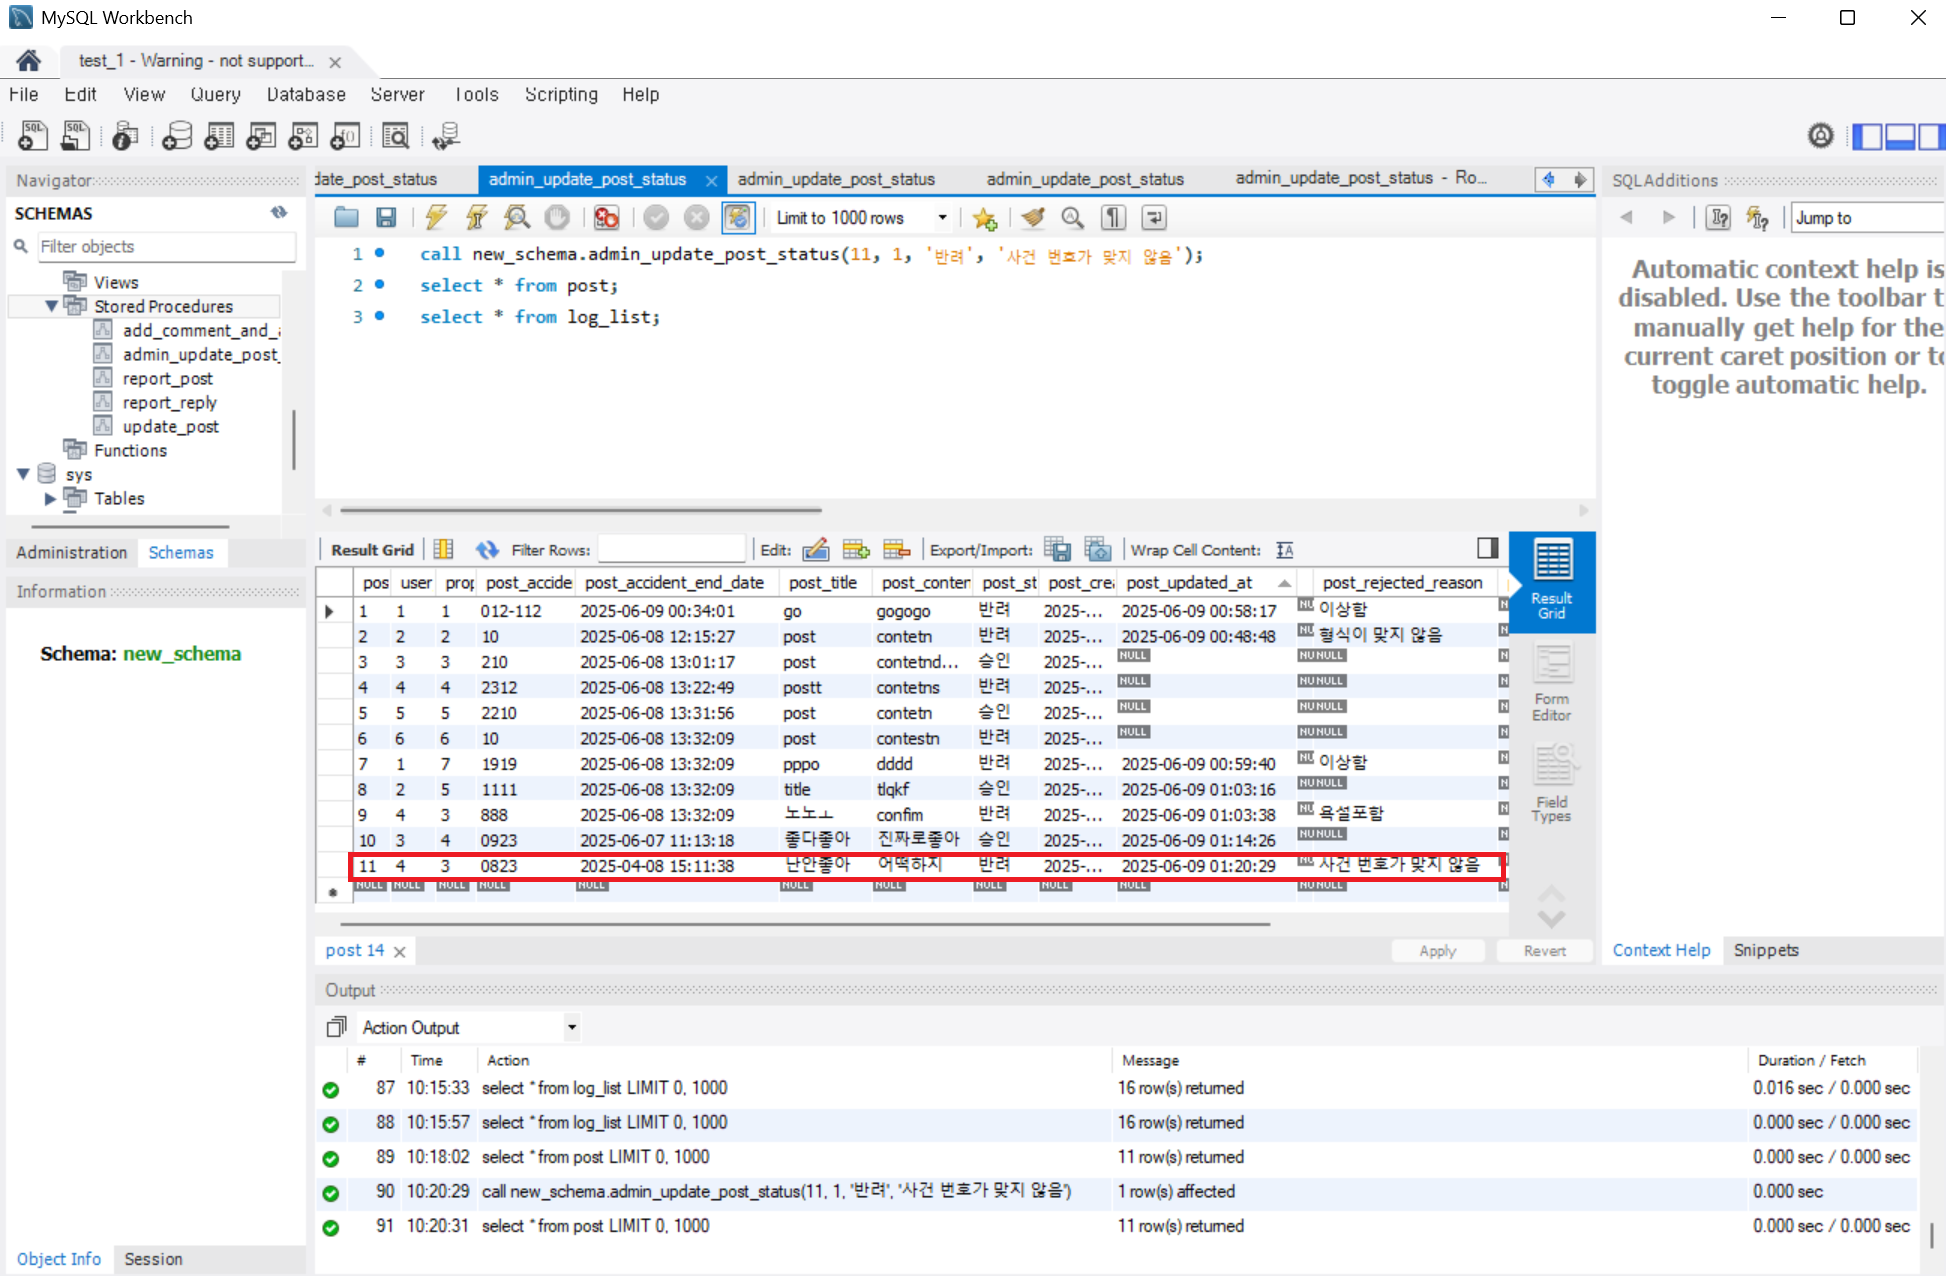 MySQL Workbench
test_1 - Warning - not support...
File Edit View Query Database Server Tools Scripting Help
Navigator
SCHEMAS
Filter objects
Views
Stored Procedures
add_comment_and_
admin_update_post_
report_post
report_reply
update_post
Functions
sys
Tables
Administration Schemas
Information
Schema: new_schema
Object Info Session
date_post_status admin_update_post_status admin_update_post_status admin_update_post_status admin_update_post_status - Ro...
Limit to 1000 rows
1 call new_schema.admin_update_post_status(11, 1, '반려', '사건 번호가 맞지 않음');
2 select * from post;
3 select * from log_list;
Result Grid Filter Rows: Edit: Export/Import: Wrap Cell Content:
pos user prop post_accide post_accident_end_date post_title post_conten post_st post_crea post_updated_at post_rejected_reason
1 1 1 012-112 2025-06-09 00:34:01 go gogogo 반려 2025-... 2025-06-09 00:58:17 NU 이상함 N
2 2 2 10 2025-06-08 12:15:27 post contetn 반려 2025-... 2025-06-09 00:48:48 NU 형식이 맞지 않음 N
3 3 3 210 2025-06-08 13:01:17 post contetnd... 승인 2025-... NULL NU NULL N
4 4 4 2312 2025-06-08 13:22:49 postt contetns 반려 2025-... NULL NU NULL N
5 5 5 2210 2025-06-08 13:31:56 post contetn 승인 2025-... NULL NU NULL N
6 6 6 10 2025-06-08 13:32:09 post contestn 반려 2025-... NULL NU NULL N
7 1 7 1919 2025-06-08 13:32:09 pppo dddd 반려 2025-... 2025-06-09 00:59:40 NU 이상함 N
8 2 5 1111 2025-06-08 13:32:09 title tlqkf 승인 2025-... 2025-06-09 01:03:16 NU NULL N
9 4 3 888 2025-06-08 13:32:09 노노ㅗ confim 반려 2025-... 2025-06-09 01:03:38 NU 욕설포함 N
10 3 4 0923 2025-06-07 11:13:18 좋다좋아 진짜로좋아 승인 2025-... 2025-06-09 01:14:26 NU NULL N
11 4 3 0823 2025-04-08 15:11:38 난안좋아 어떡하지 반려 2025-... 2025-06-09 01:20:29 NU 사건 번호가 맞지 않음
NULL NULL NULL NULL NULL NULL NULL NULL NULL NULL NU NULL N
Result Grid
Form Editor
Field Types
post 14
Apply Revert
SQLAdditions
Jump to
Automatic context help is
disabled. Use the toolbar t
manually get help for the
current caret position or to
toggle automatic help.
Context Help Snippets
Output
Action Output
# Time Action Message Duration / Fetch
87 10:15:33 select * from log_list LIMIT 0, 1000 16 row(s) returned 0.016 sec / 0.000 sec
88 10:15:57 select * from log_list LIMIT 0, 1000 16 row(s) returned 0.000 sec / 0.000 sec
89 10:18:02 select * from post LIMIT 0, 1000 11 row(s) returned 0.000 sec / 0.000 sec
90 10:20:29 call new_schema.admin_update_post_status(11, 1, '반려', '사건 번호가 맞지 않음') 1 row(s) affected 0.000 sec
91 10:20:31 select * from post LIMIT 0, 1000 11 row(s) returned 0.000 sec / 0.000 sec